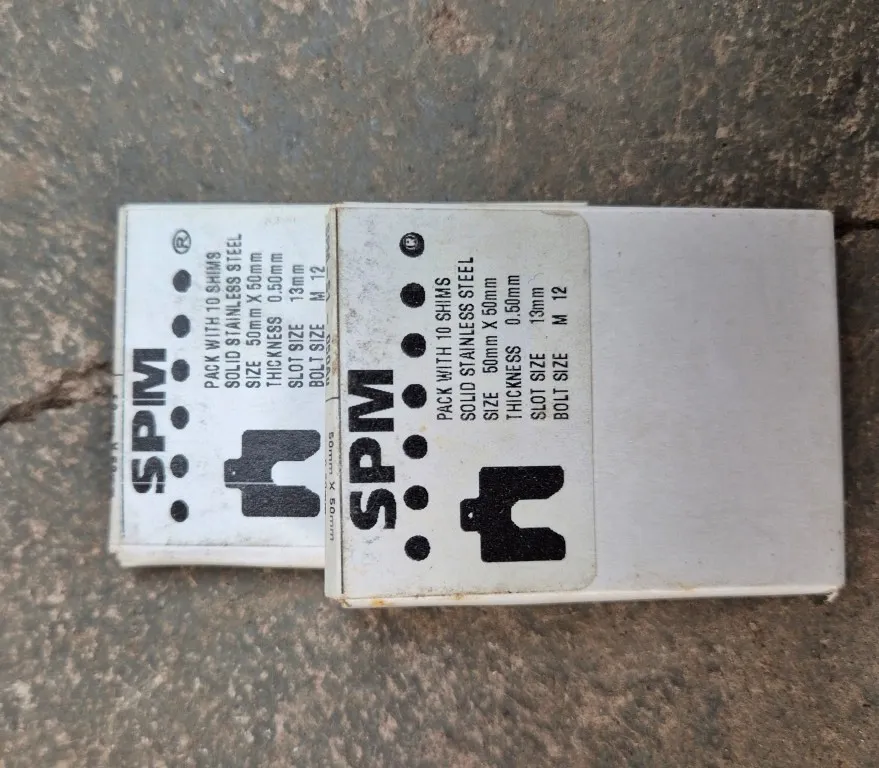 SPM
®
PACK WITH 10 SHIMS
SOLID STAINLESS STEEL
SIZE 50mm X 50mm
THICKNESS 0.50mm
SLOT SIZE 13mm
BOLT SIZE M 12
50mm X 50mm
SPM
®
PACK WITH 10 SHIMS
SOLID STAINLESS STEEL
SIZE 50mm X 50mm
THICKNESS 0.50mm
SLOT SIZE 13mm
BOLT SIZE M 12